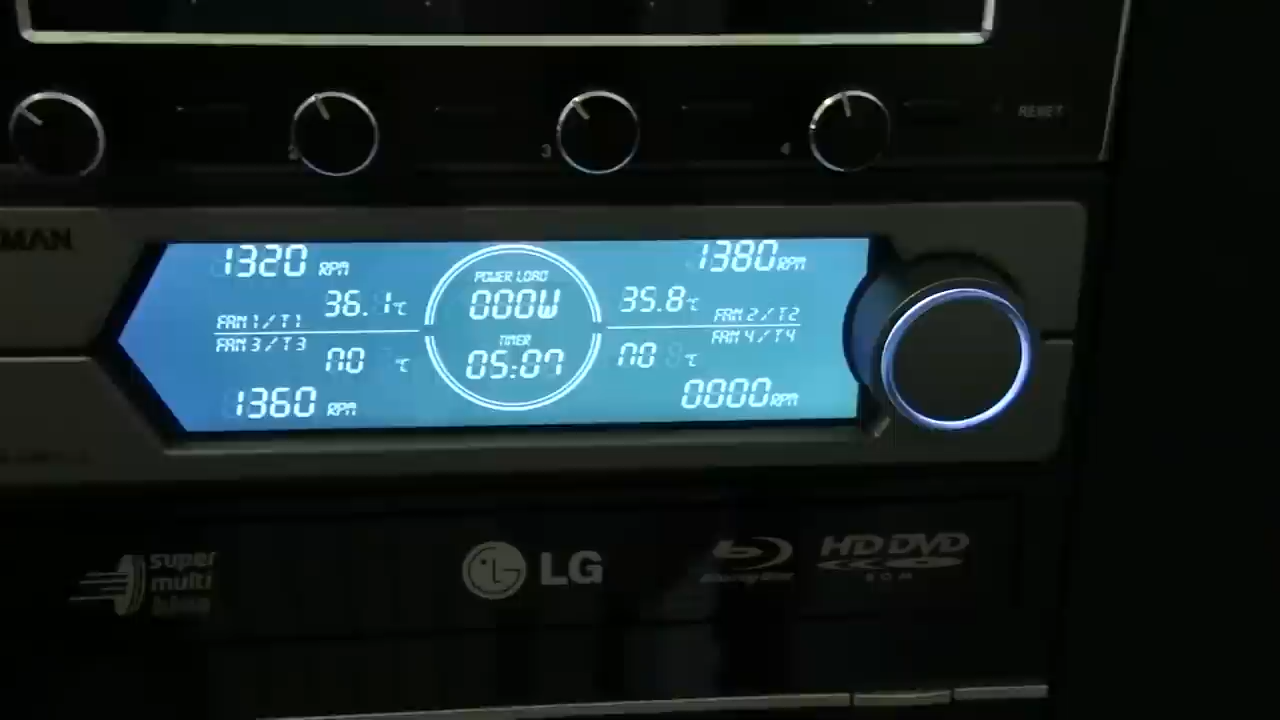 3
4
RESET
MAN
1320 RPM
36.1℃
FAN1/T1
FAN3/T3
NO ℃
1360 RPM
POWER LOAD
000W
TIMER
05:07
1380RPM
35.8℃
FAN2/T2
FAN4/T4
NO ℃
0000RPM
super
multi
blue
LG
Blu-ray Disc
HD DVD
ROM